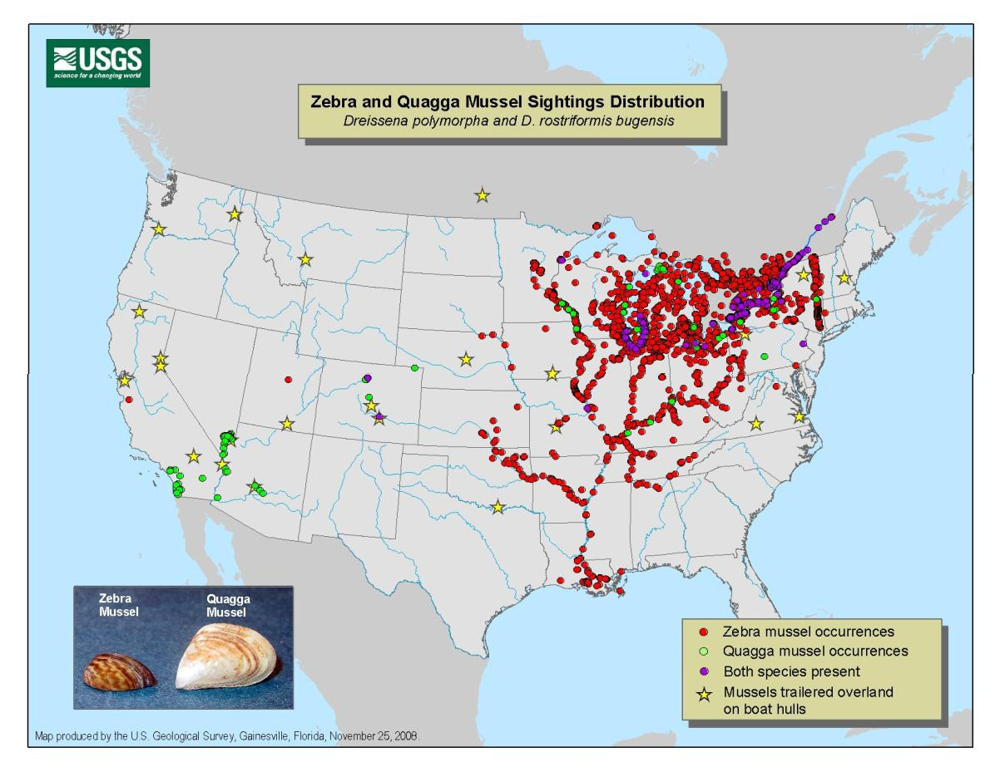 USGS
science for a changing world
Zebra and Quagga Mussel Sightings Distribution
Dreissena polymorpha and D. rostriformis bugensis
Zebra
Mussel
Quagga
Mussel
Zebra mussel occurrences
Quagga mussel occurrences
Both species present
Mussels trailered overland
on boat hulls
Map produced by the U.S. Geological Survey, Gainesville, Florida, November 25, 2008.